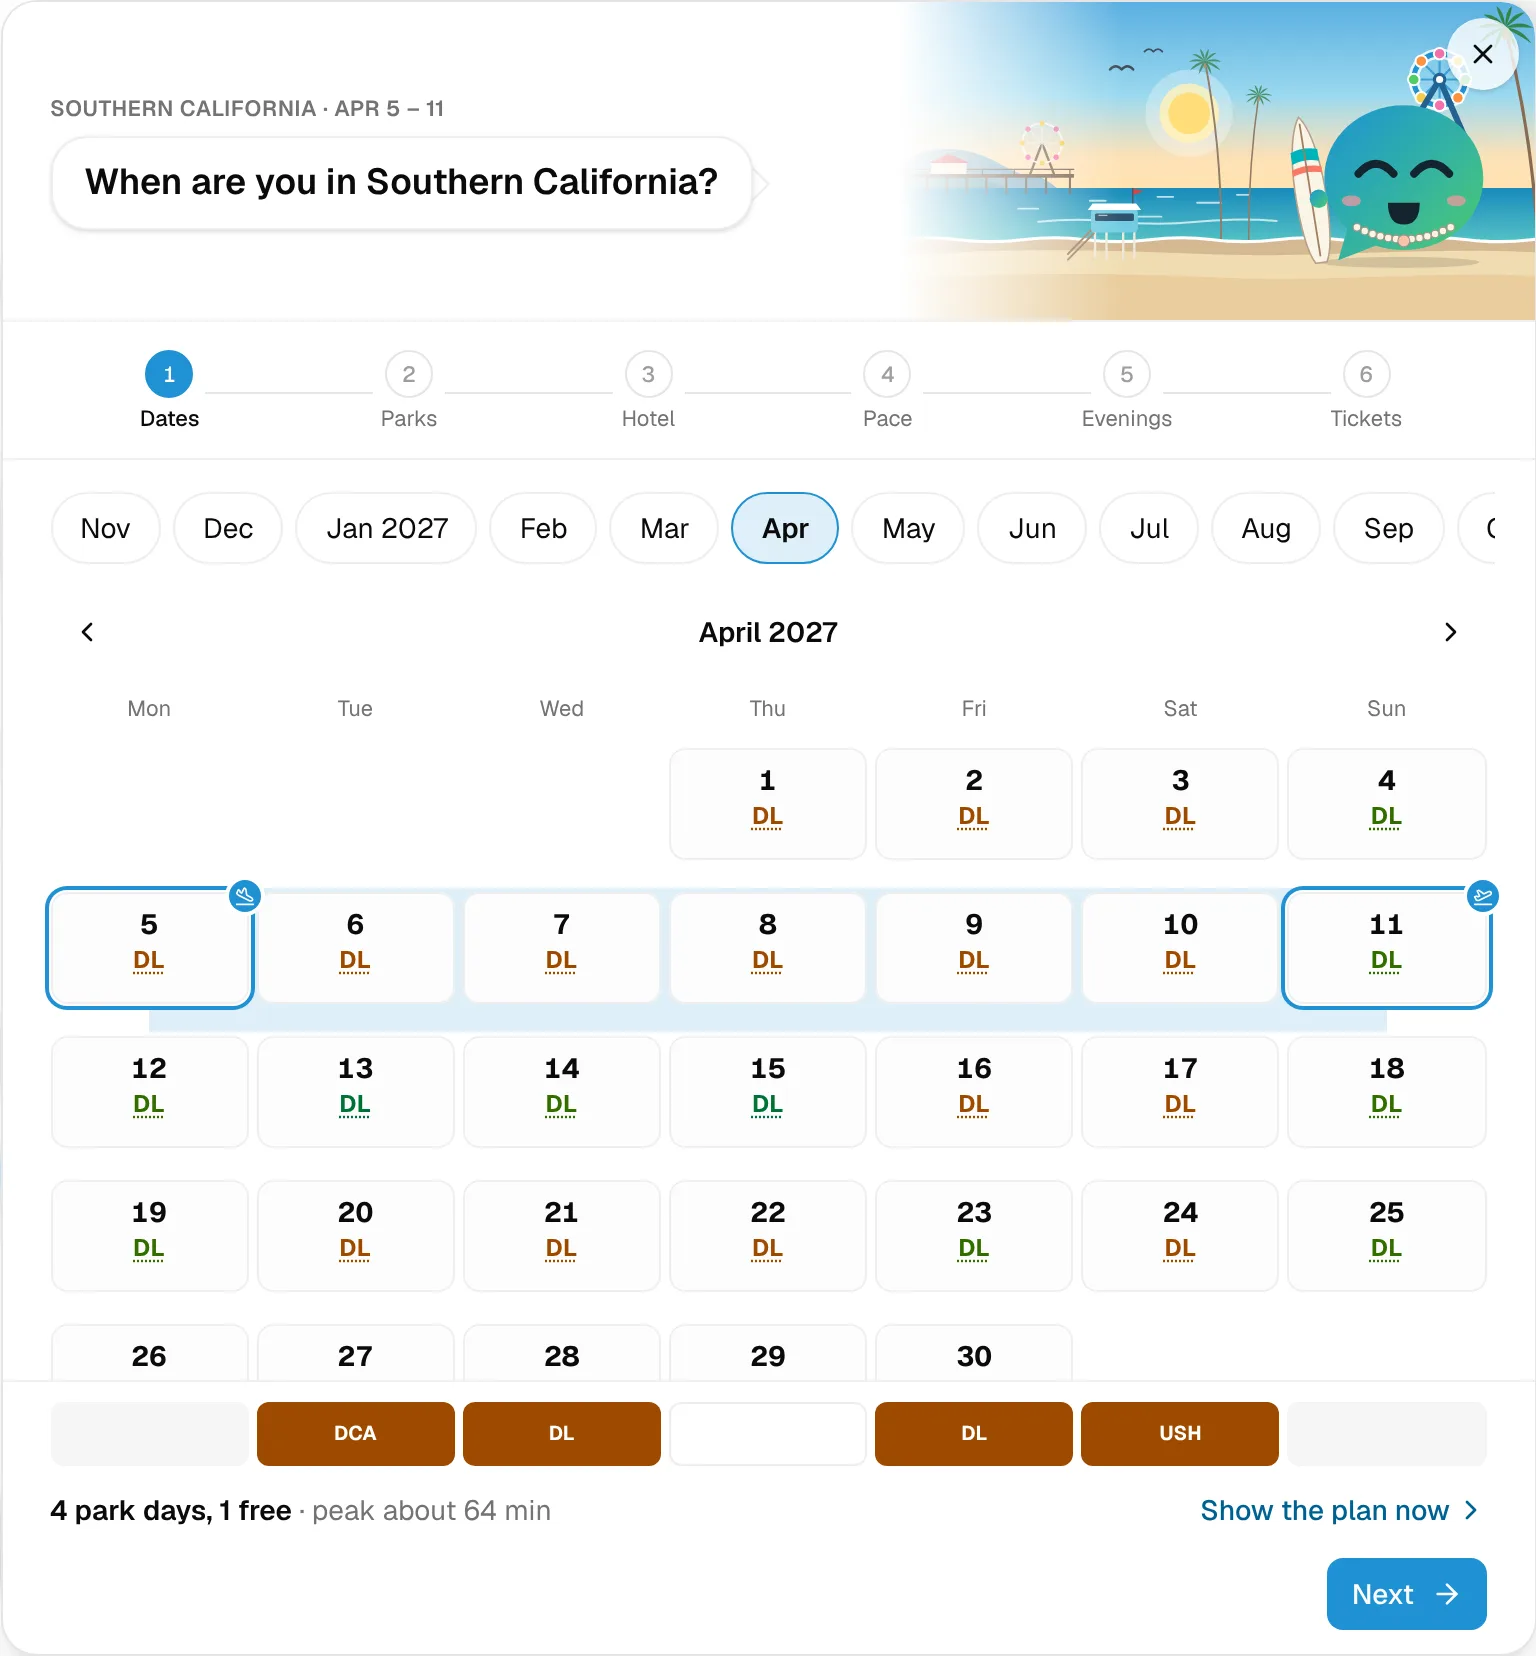 SOUTHERN CALIFORNIA · APR 5 – 11
When are you in Southern California?
1 2 3 4 5 6
Dates Parks Hotel Pace Evenings Tickets
Nov Dec Jan 2027 Feb Mar Apr May Jun Jul Aug Sep
April 2027
Mon Tue Wed Thu Fri Sat Sun
1 2 3 4
DL DL DL DL
5 6 7 8 9 10 11
DL DL DL DL DL DL DL
12 13 14 15 16 17 18
DL DL DL DL DL DL DL
19 20 21 22 23 24 25
DL DL DL DL DL DL DL
26 27 28 29 30
DCA DL DL USH
4 park days, 1 free · peak about 64 min
Show the plan now
Next